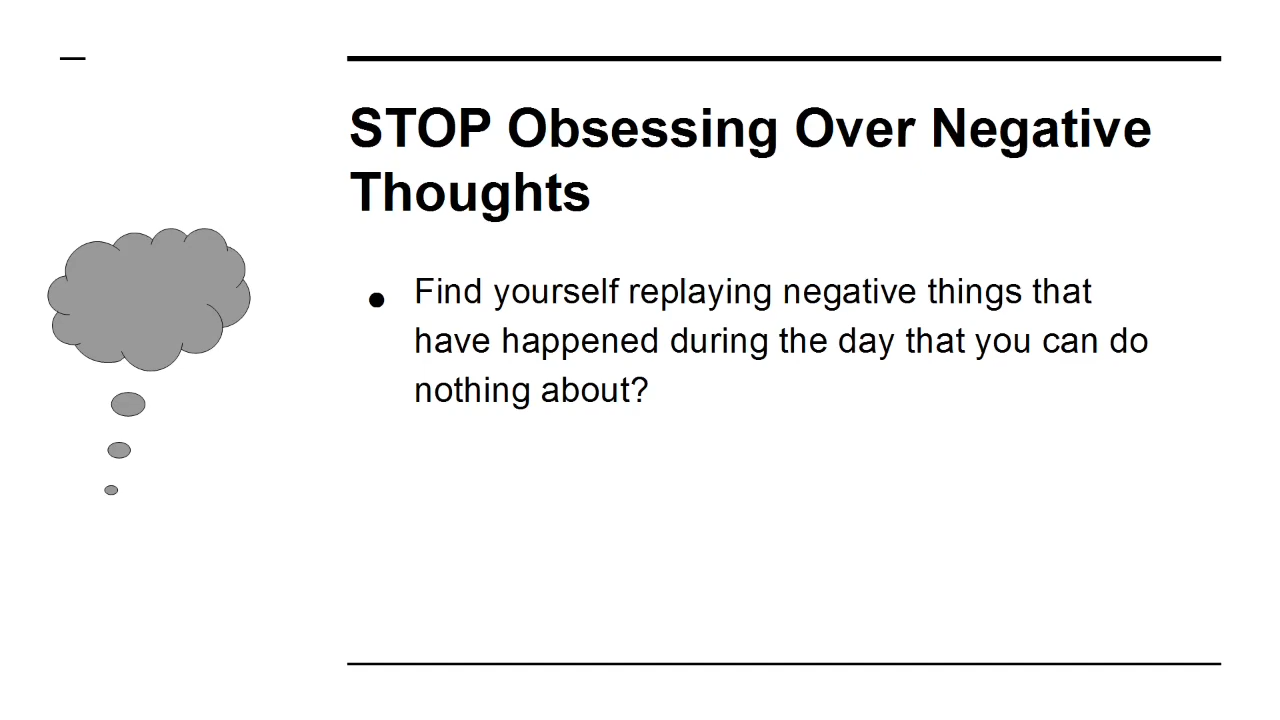 STOP Obsessing Over Negative
Thoughts
● Find yourself replaying negative things that
have happened during the day that you can do
nothing about?